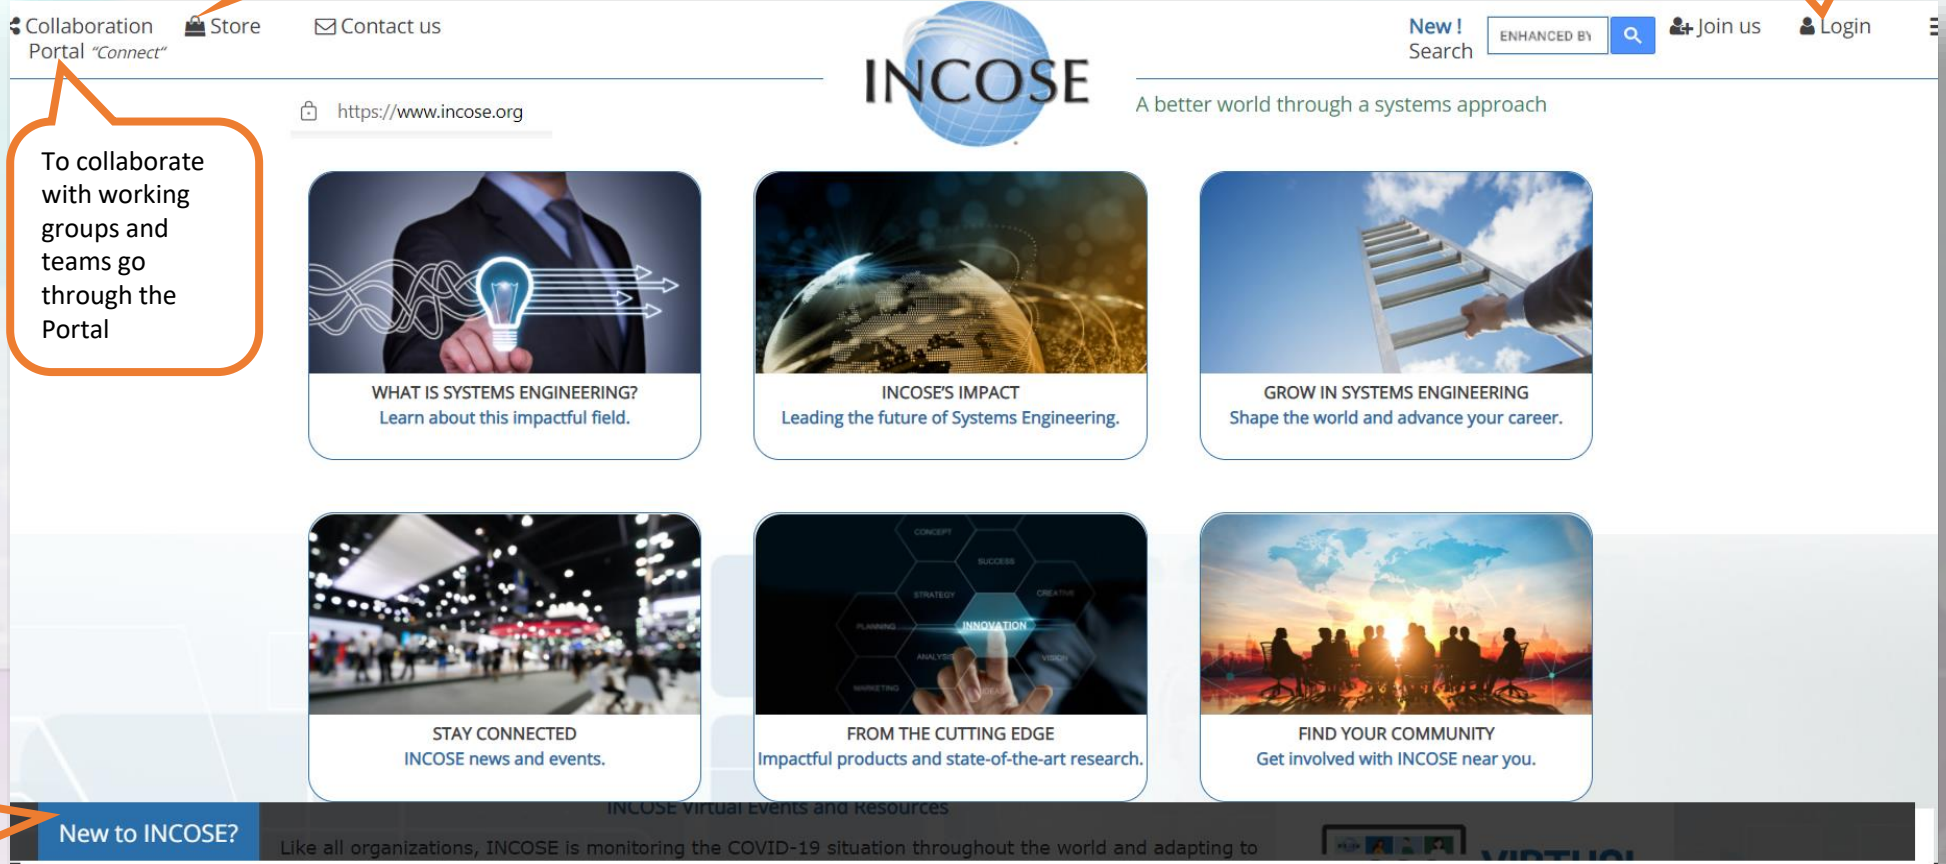 Collaboration
Portal "Connect"
Store
Contact us
INCOSE
New !
Search
ENHANCED BY
Join us
Login
https://www.incose.org
A better world through a systems approach
To collaborate
with working
groups and
teams go
through the
Portal
WHAT IS SYSTEMS ENGINEERING?
Learn about this impactful field.
INCOSE'S IMPACT
Leading the future of Systems Engineering.
GROW IN SYSTEMS ENGINEERING
Shape the world and advance your career.
CONCEPT
SUCCESS
STRATEGY
CREATIVE
PLANNING
INNOVATION
ANALYSIS
VISION
MARKETING
IDEAS
STAY CONNECTED
INCOSE news and events.
FROM THE CUTTING EDGE
Impactful products and state-of-the-art research.
FIND YOUR COMMUNITY
Get involved with INCOSE near you.
New to INCOSE?
INCOSE Virtual Events and Resources
Like all organizations, INCOSE is monitoring the COVID-19 situation throughout the world and adapting to
VIRTUAL